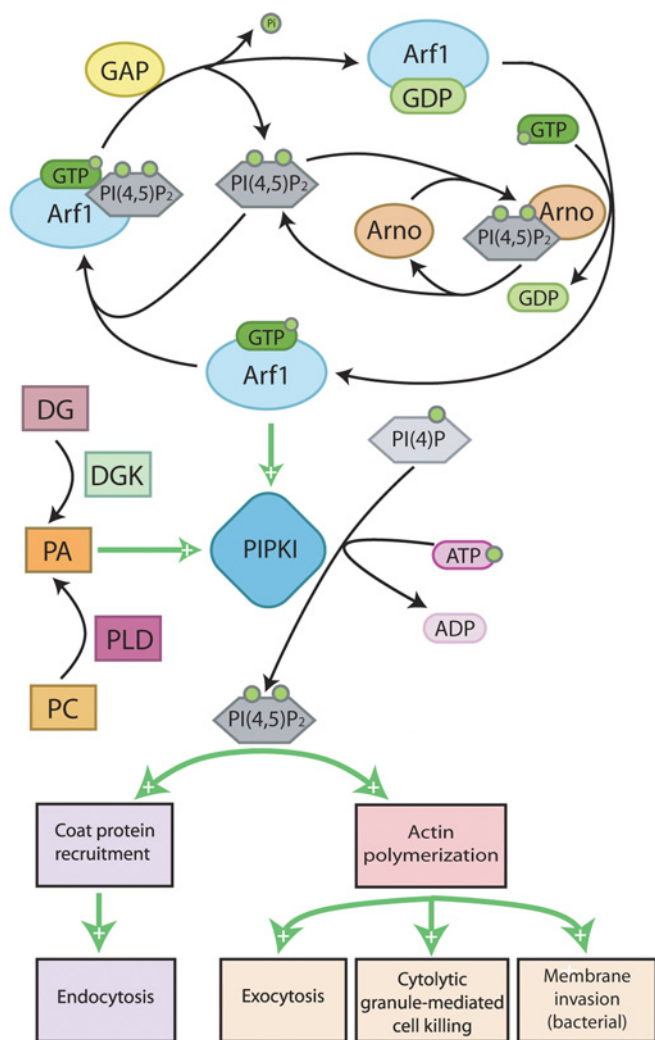 Pi
GAP
Arf1
GDP
GTP
GTP
PI(4,5)P₂
Arf1
PI(4,5)P₂
Arno
Arno
PI(4,5)P₂
GDP
GTP
Arf1
DG
DGK
PI(4)P
PA
PIPKI
ATP
ADP
PLD
PC
PI(4,5)P₂
+
+
+
+
Coat protein
recruitment
Actin
polymerization
+
+
+
+
Endocytosis
Exocytosis
Cytolytic
granule-mediated
cell killing
Membrane
invasion
(bacterial)